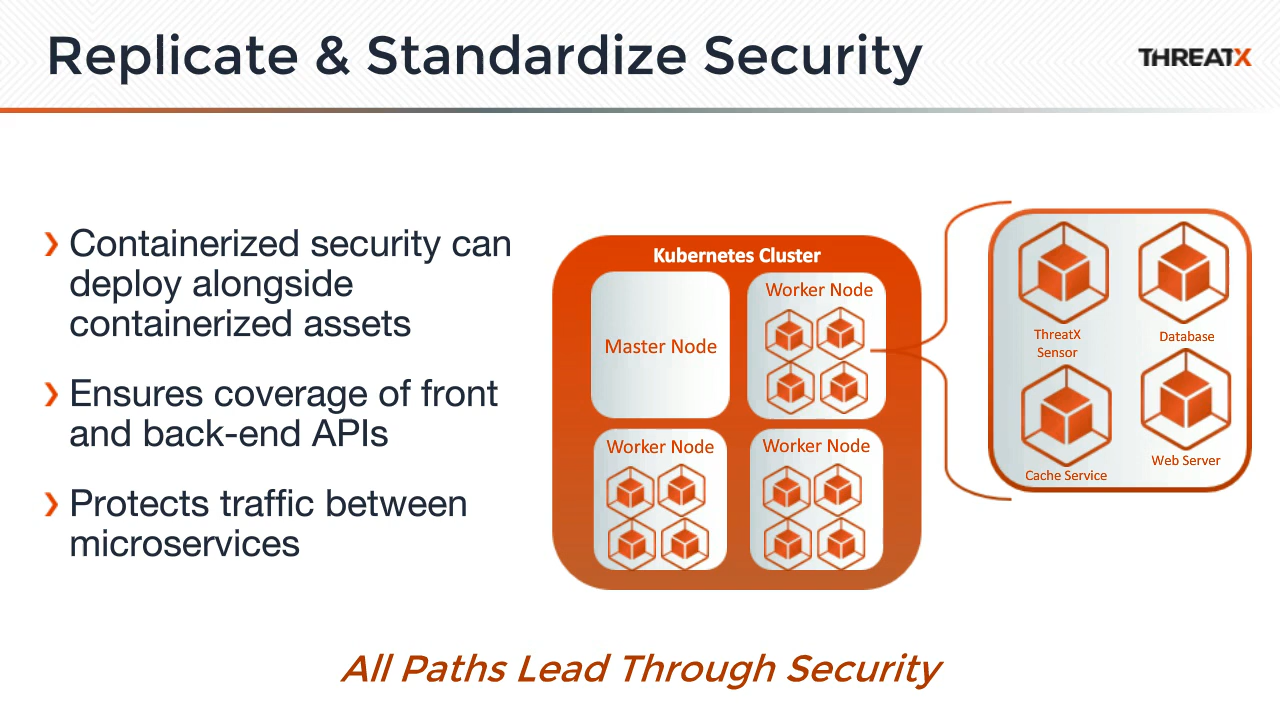 Replicate & Standardize Security
THREATX
❯ Containerized security can
deploy alongside
containerized assets
❯ Ensures coverage of front
and back-end APIs
❯ Protects traffic between
microservices
Kubernetes Cluster
Master Node
Worker Node
Worker Node
Worker Node
ThreatX
Sensor
Database
Cache Service
Web Server
All Paths Lead Through Security